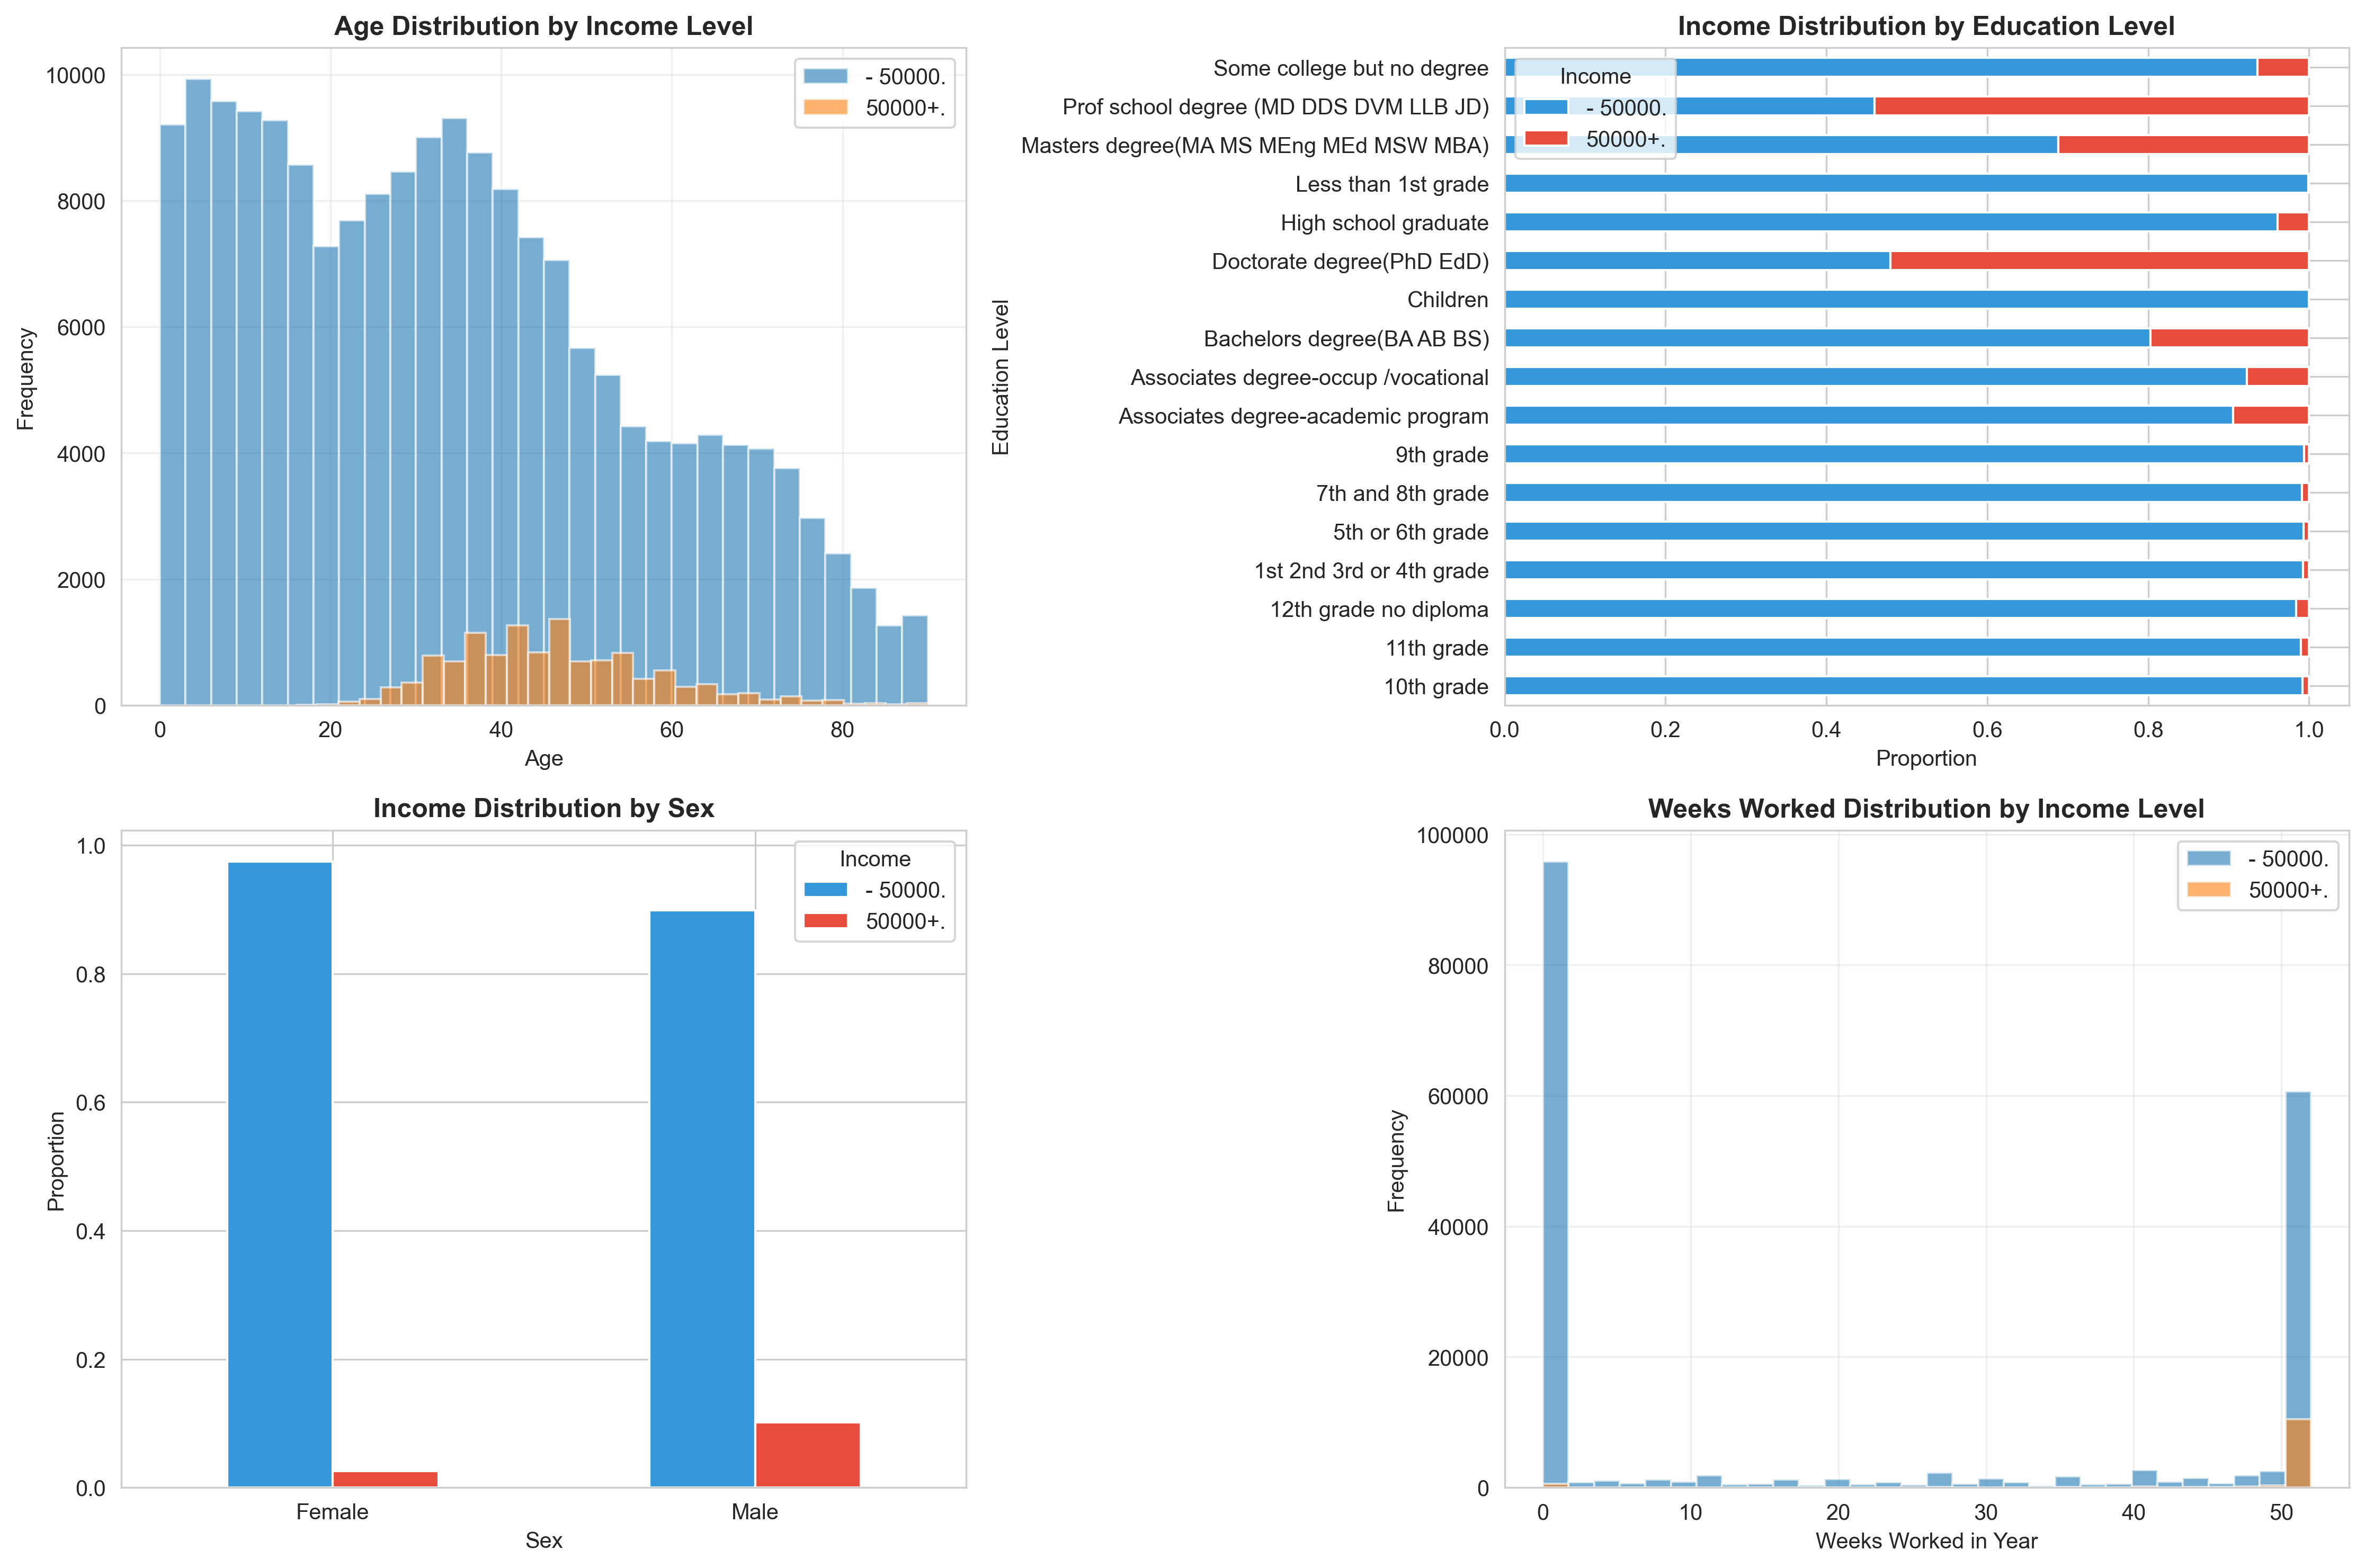 Age Distribution by Income Level
- 50000.
50000+.
10000
8000
6000
4000
2000
0
Frequency
0 20 40 60 80
Age
Income Distribution by Education Level
Income
- 50000.
50000+.
Education Level
Some college but no degree
Prof school degree (MD DDS DVM LLB JD)
Masters degree(MA MS MEng MEd MSW MBA)
Less than 1st grade
High school graduate
Doctorate degree(PhD EdD)
Children
Bachelors degree(BA AB BS)
Associates degree-occup /vocational
Associates degree-academic program
9th grade
7th and 8th grade
5th or 6th grade
1st 2nd 3rd or 4th grade
12th grade no diploma
11th grade
10th grade
0.0 0.2 0.4 0.6 0.8 1.0
Proportion
Income Distribution by Sex
Income
- 50000.
50000+.
1.0
0.8
0.6
0.4
0.2
0.0
Proportion
Female Male
Sex
Weeks Worked Distribution by Income Level
- 50000.
50000+.
100000
80000
60000
40000
20000
0
Frequency
0 10 20 30 40 50
Weeks Worked in Year